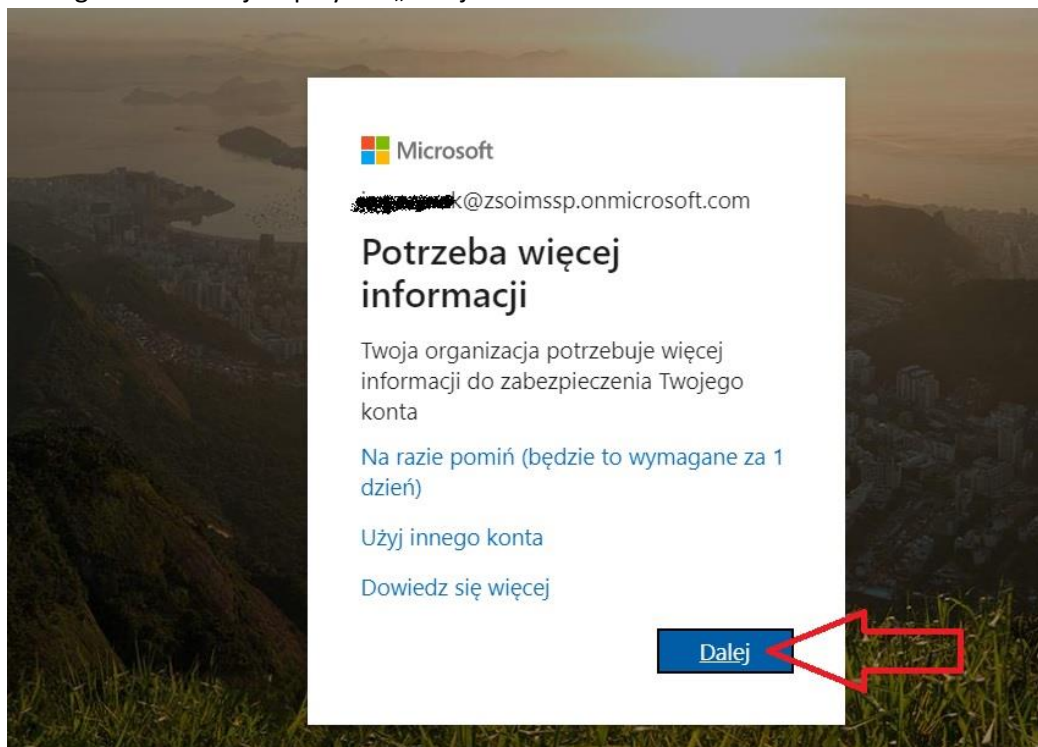 Microsoft
k@zsoimssp.onmicrosoft.com
Potrzeba więcej
informacji
Twoja organizacja potrzebuje więcej
informacji do zabezpieczenia Twojego
konta
Na razie pomiń (będzie to wymagane za 1
dzień)
Użyj innego konta
Dowiedz się więcej
Dalej